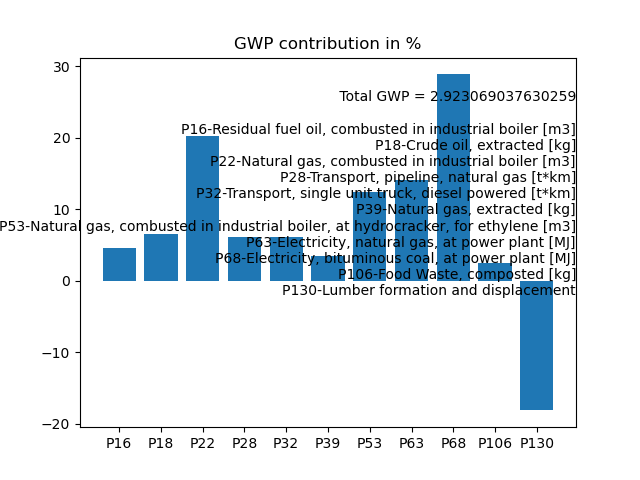 GWP contribution in %
30
Total GWP = 2.923069037630259
P16-Residual fuel oil, combusted in industrial boiler [m3]
20
P18-Crude oil, extracted [kg]
P22-Natural gas, combusted in industrial boiler [m3]
P28-Transport, pipeline, natural gas [t*km]
P32-Transport, single unit truck, diesel powered [t*km]
10
P39-Natural gas, extracted [kg]
P53-Natural gas, combusted in industrial boiler, at hydrocracker, for ethylene [m3]
P63-Electricity, natural gas, at power plant [MJ]
P68-Electricity, bituminous coal, at power plant [MJ]
P106-Food Waste, composted [kg]
0
P130-Lumber formation and displacement
−10
−20
P16 P18 P22 P28 P32 P39 P53 P63 P68 P106 P130